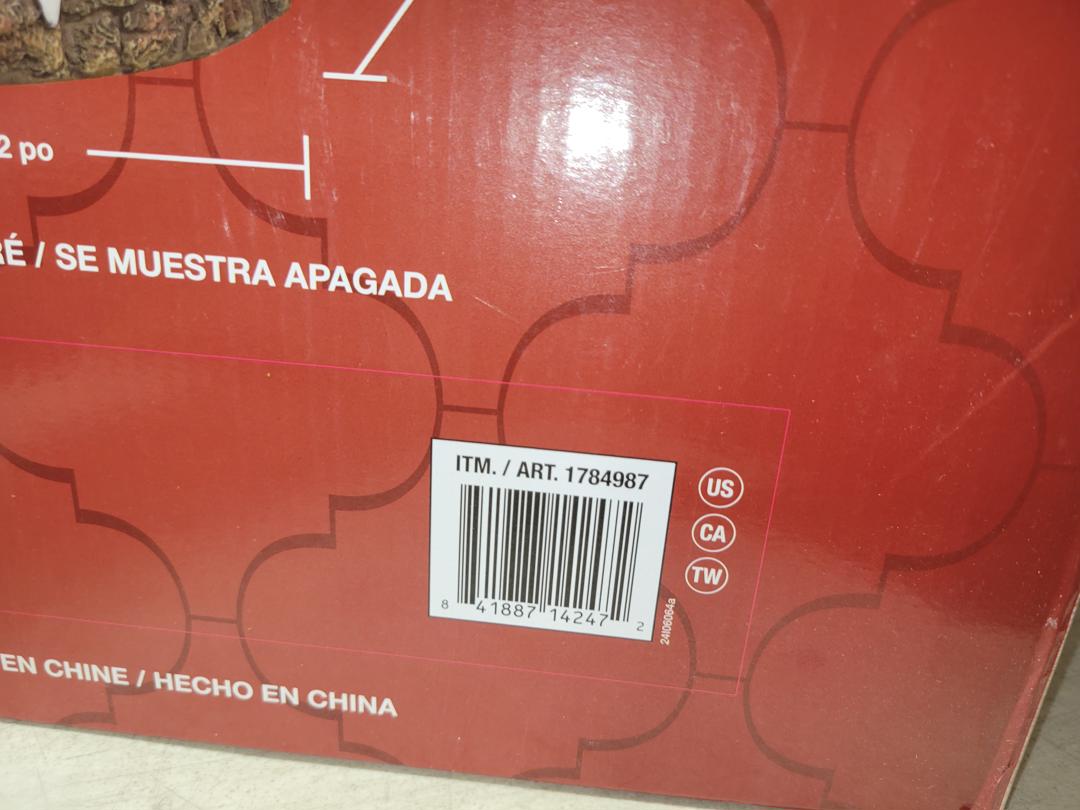 2 po
RÉ / SE MUESTRA APAGADA
ITM. / ART. 1784987
US
CA
TW
8 41887 14247 2
24I06064a
EN CHINE / HECHO EN CHINA